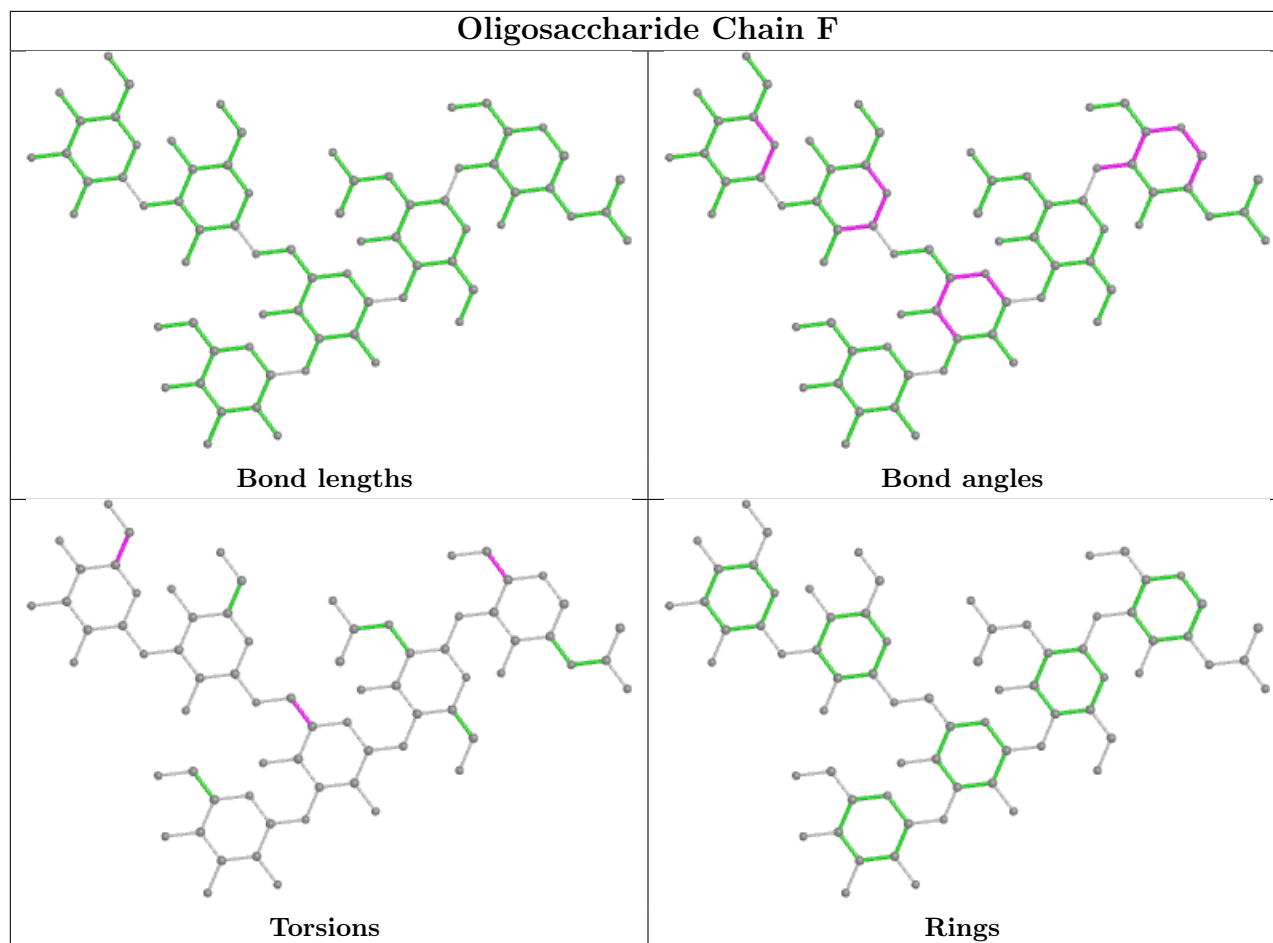 Oligosaccharide Chain F
Bond lengths
Bond angles
Torsions
Rings